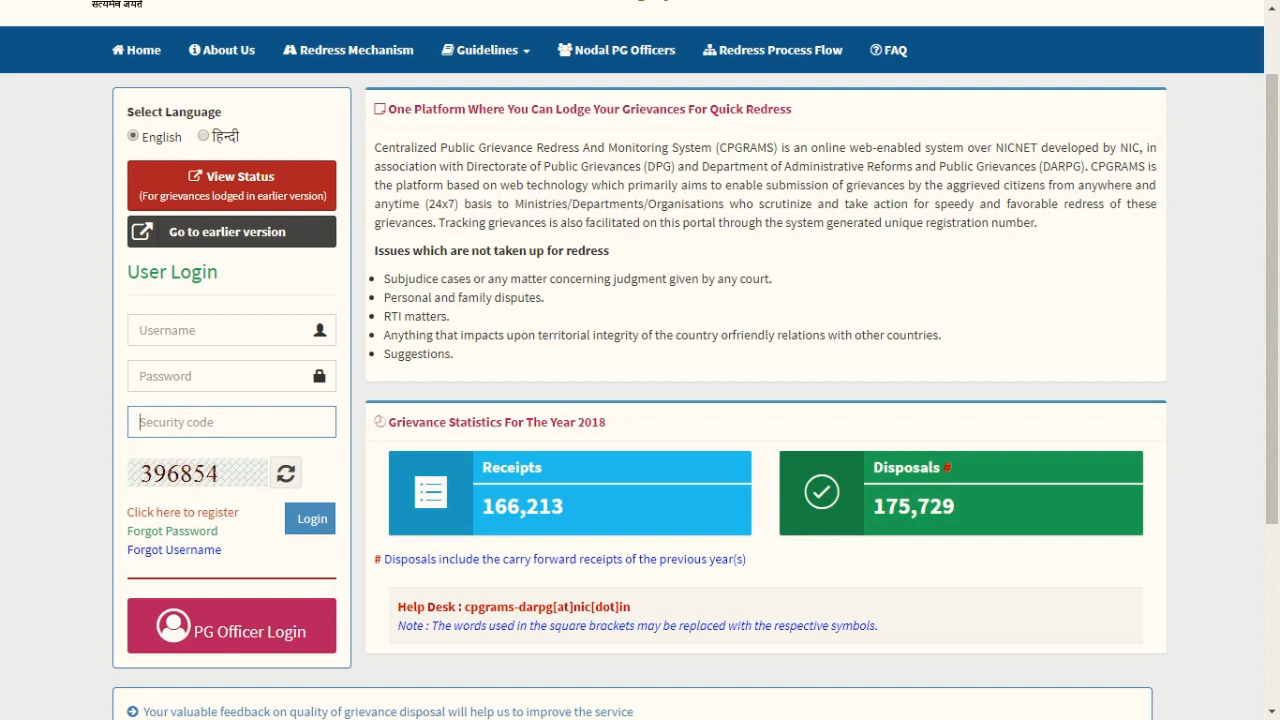 सत्यमेव जयते
Home About Us Redress Mechanism Guidelines Nodal PG Officers Redress Process Flow FAQ
Select Language
English हिन्दी
View Status
(For grievances lodged in earlier version)
Go to earlier version
User Login
Username
Password
Security code
396854
Click here to register
Login
Forgot Password
Forgot Username
PG Officer Login
One Platform Where You Can Lodge Your Grievances For Quick Redress
Centralized Public Grievance Redress And Monitoring System (CPGRAMS) is an online web-enabled system over NICNET developed by NIC, in
association with Directorate of Public Grievances (DPG) and Department of Administrative Reforms and Public Grievances (DARPG). CPGRAMS is
the platform based on web technology which primarily aims to enable submission of grievances by the aggrieved citizens from anywhere and
anytime (24x7) basis to Ministries/Departments/Organisations who scrutinize and take action for speedy and favorable redress of these
grievances. Tracking grievances is also facilitated on this portal through the system generated unique registration number.
Issues which are not taken up for redress
Subjudice cases or any matter concerning judgment given by any court.
Personal and family disputes.
RTI matters.
Anything that impacts upon territorial integrity of the country orfriendly relations with other countries.
Suggestions.
Grievance Statistics For The Year 2018
Receipts
166,213
Disposals #
175,729
# Disposals include the carry forward receipts of the previous year(s)
Help Desk : cpgrams-darpg[at]nic[dot]in
Note : The words used in the square brackets may be replaced with the respective symbols.
Your valuable feedback on quality of grievance disposal will help us to improve the service